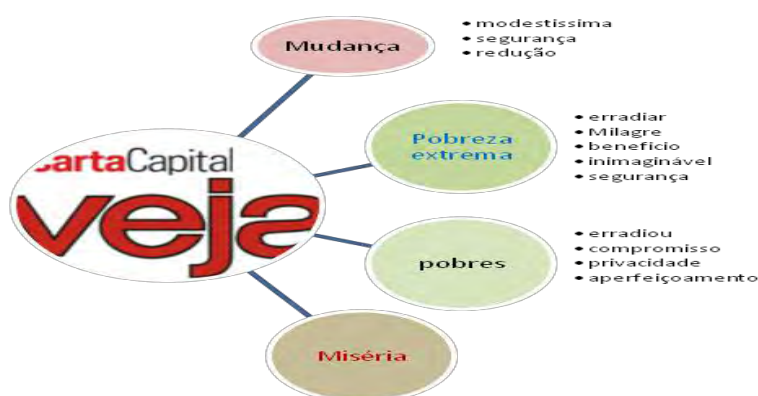 Mudança
modestissima
segurança
redução
cartaCapital
veja
Pobreza
extrema
erradiar
Milagre
beneficio
inimaginável
segurança
pobres
erradiou
compromisso
privacidade
aperfeiçoamento
Miséria